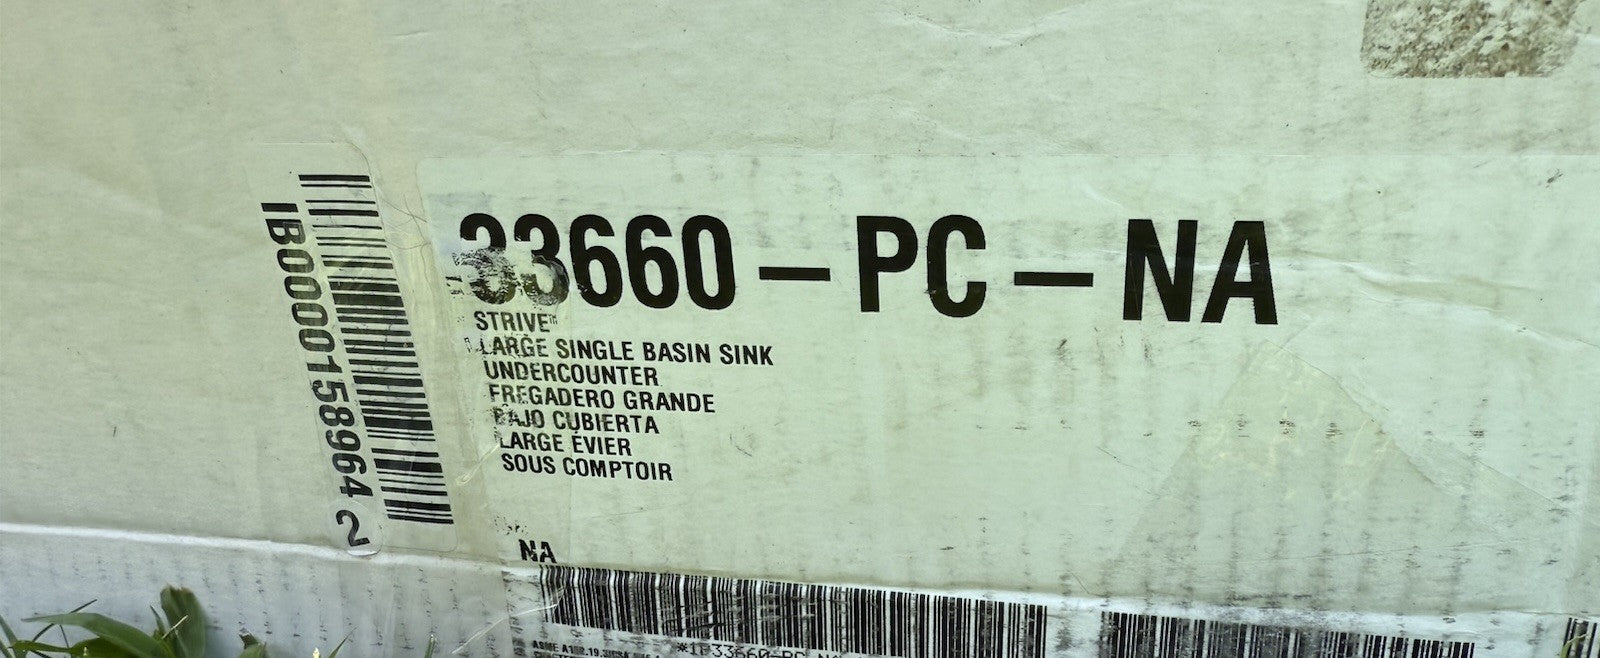 33660-PC-NA
STRIVE™
LARGE SINGLE BASIN SINK
UNDERCOUNTER
FREGADERO GRANDE
BAJO CUBIERTA
LARGE ÉVIER
SOUS COMPTOIR
NA
IB0000158964 2